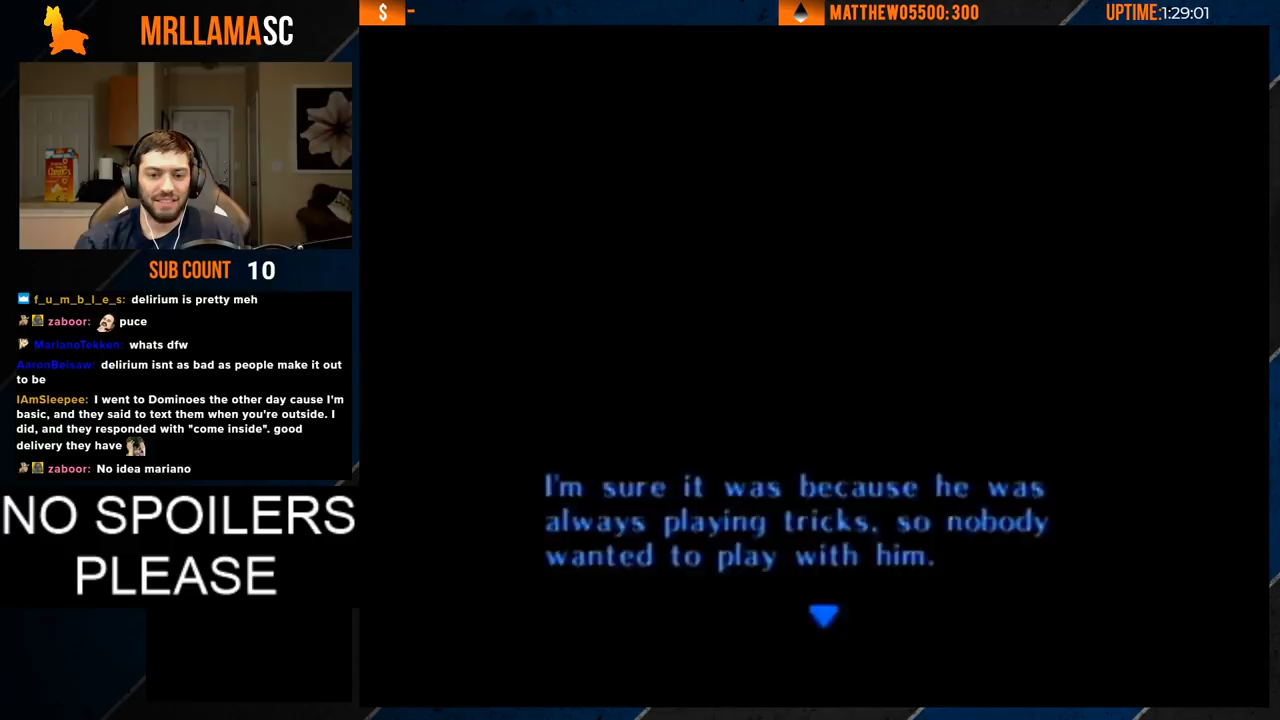 MRLLAMASC
$ -
MATTHEW05500: 300
UPTIME:1:29:01
SUB COUNT 10
f_u_m_b_l_e_s: delirium is pretty meh
zaboor: puce
MarianoTekken: whats dfw
AaronBeisaw: delirium isnt as bad as people make it out
to be
IAmSleepee: I went to Dominoes the other day cause I'm
basic, and they said to text them when you're outside. I
did, and they responded with "come inside". good
delivery they have
zaboor: No idea mariano
NO SPOILERS
PLEASE
I'm sure it was because he was
always playing tricks, so nobody
wanted to play with him.